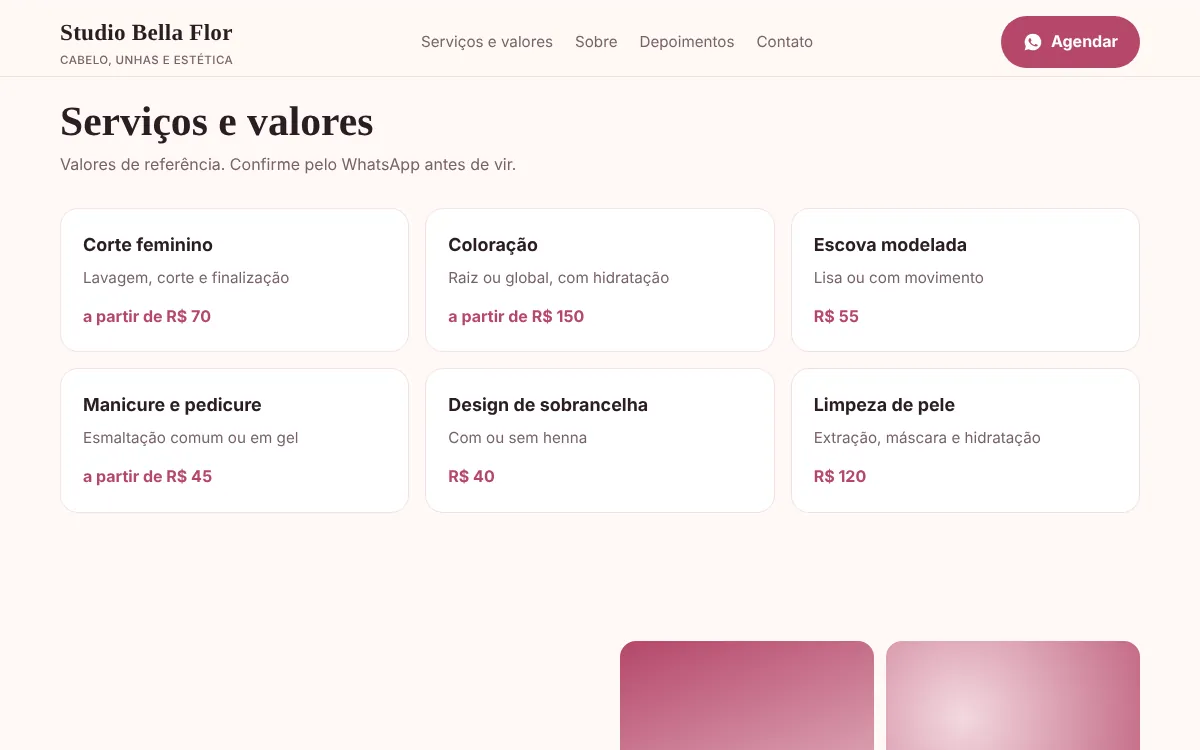 Studio Bella Flor
CABELO, UNHAS E ESTÉTICA
Serviços e valores
Sobre
Depoimentos
Contato
Agendar
Serviços e valores
Valores de referência. Confirme pelo WhatsApp antes de vir.
Corte feminino
Lavagem, corte e finalização
a partir de R$ 70
Coloração
Raiz ou global, com hidratação
a partir de R$ 150
Escova modelada
Lisa ou com movimento
R$ 55
Manicure e pedicure
Esmaltação comum ou em gel
a partir de R$ 45
Design de sobrancelha
Com ou sem henna
R$ 40
Limpeza de pele
Extração, máscara e hidratação
R$ 120